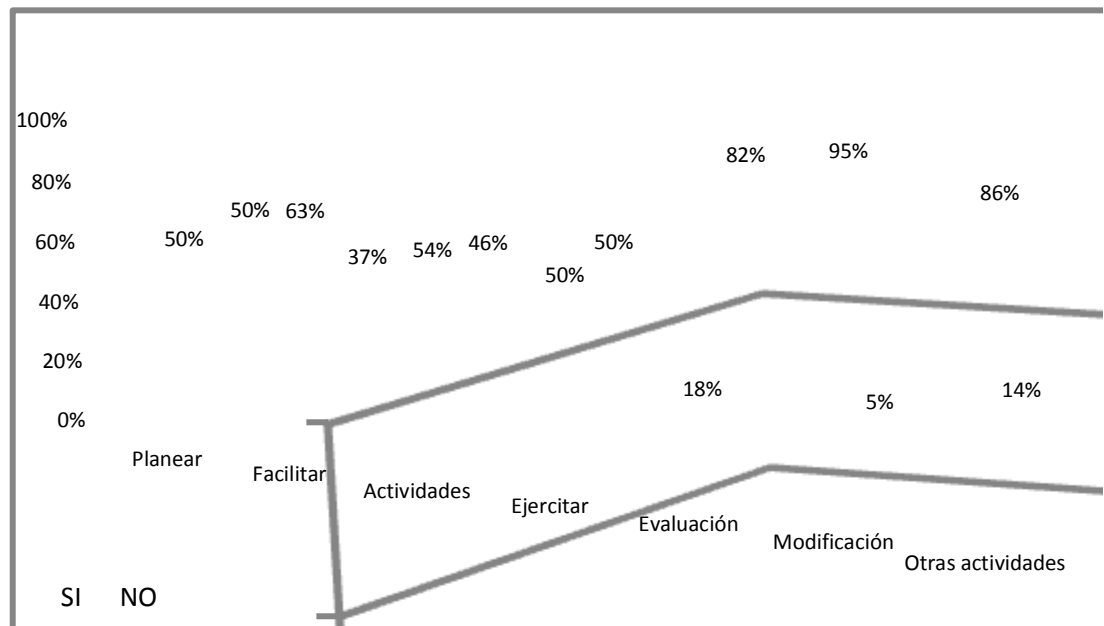 100%
80%
60%
40%
20%
0%
50%
50%
63%
37%
54%
46%
50%
50%
18%
82%
95%
5%
86%
14%
Planear
Facilitar
Actividades
Ejercitar
Evaluación
Modificación
Otras actividades
SI NO